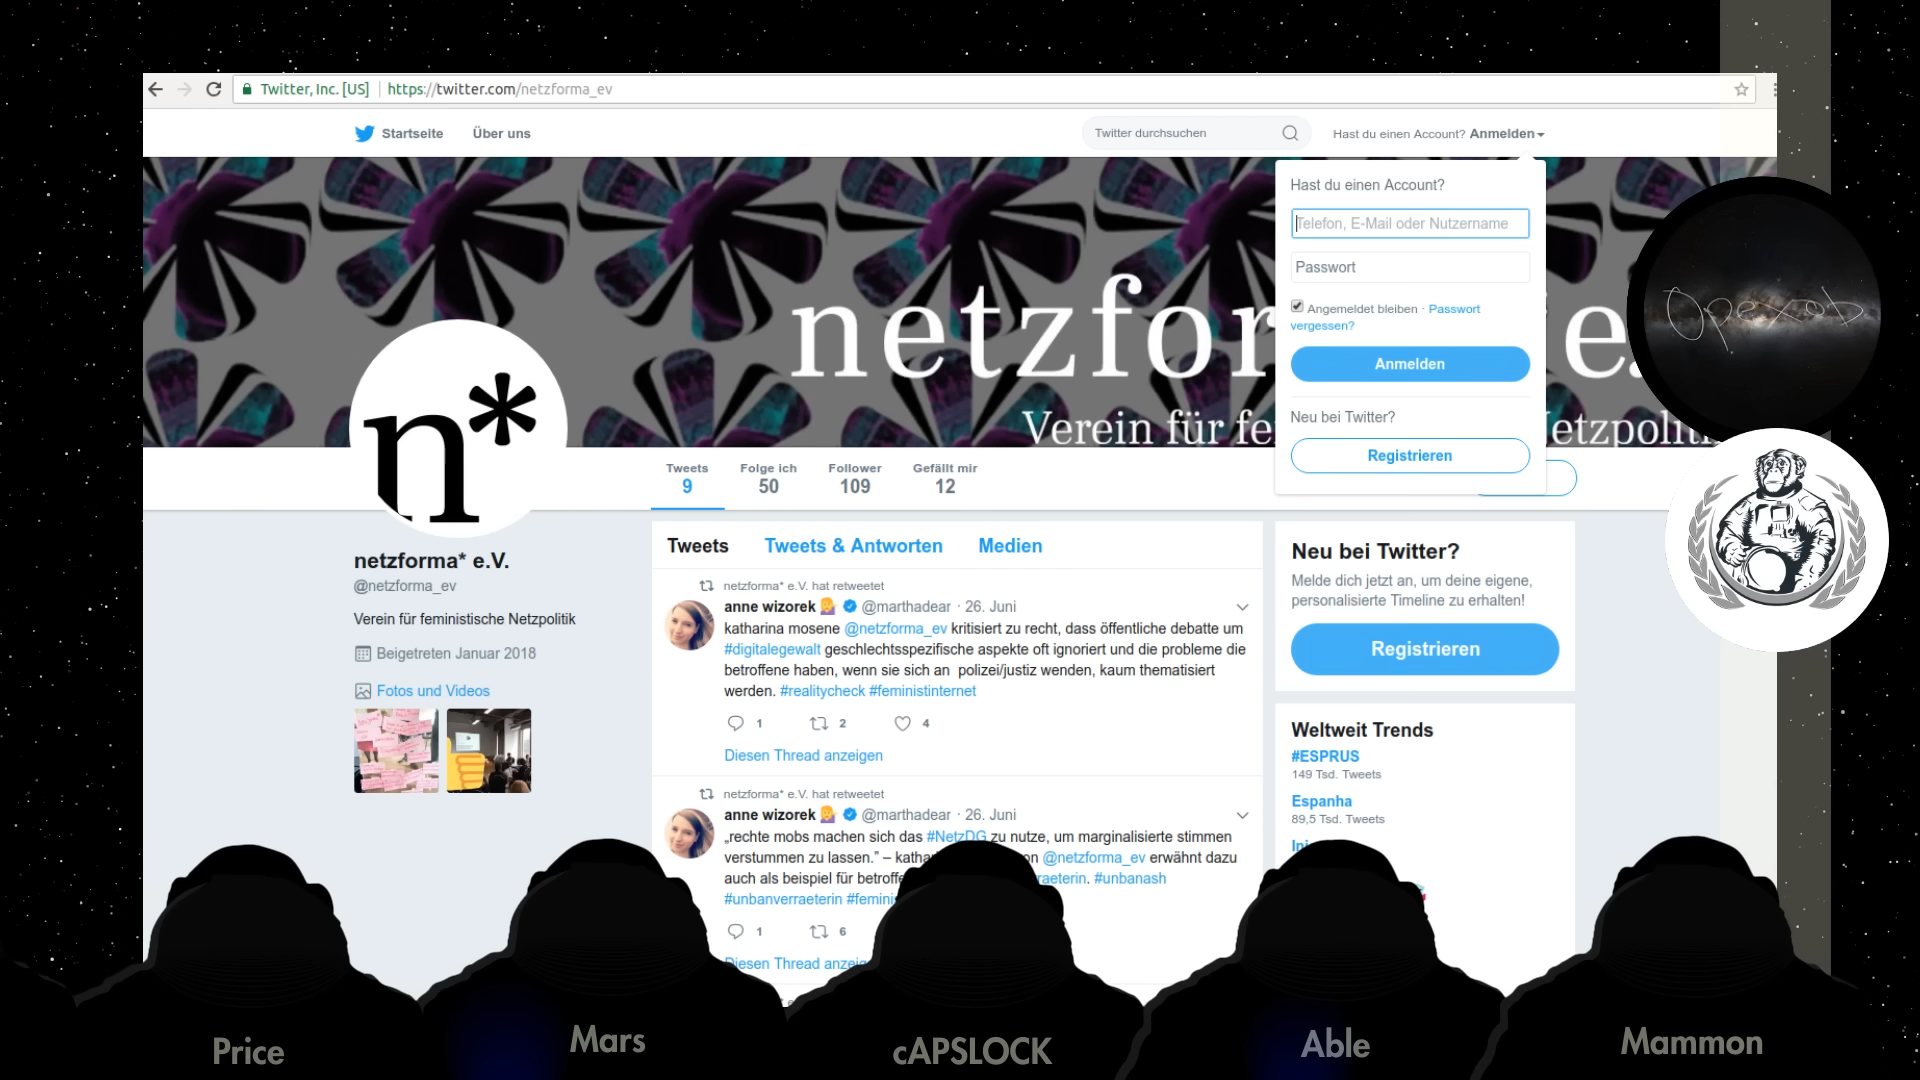 Twitter, Inc. [US] | https://twitter.com/netzforma_ev
Startseite Über uns
Twitter durchsuchen
Hast du einen Account? Anmelden
Hast du einen Account?
Telefon, E-Mail oder Nutzername
Passwort
Angemeldet bleiben · Passwort
vergessen?
Anmelden
Neu bei Twitter?
Registrieren
netzfor e.
Verein für fe etzpolit
n*
Tweets Folge ich Follower Gefällt mir
9 50 109 12
netzforma* e.V.
@netzforma_ev
Verein für feministische Netzpolitik
Beigetreten Januar 2018
Fotos und Videos
Tweets Tweets & Antworten Medien
netzforma* e.V. hat retweetet
anne wizorek @marthadear · 26. Juni
katharina mosene @netzforma_ev kritisiert zu recht, dass öffentliche debatte um
#digitalegewalt geschlechtsspezifische aspekte oft ignoriert und die probleme die
betroffene haben, wenn sie sich an polizei/justiz wenden, kaum thematisiert
werden. #realitycheck #feministinternet
1 2 4
Diesen Thread anzeigen
netzforma* e.V. hat retweetet
anne wizorek @marthadear · 26. Juni
„rechte mobs machen sich das #NetzDG zu nutze, um marginalisierte stimmen
verstummen zu lassen.” – katha on @netzforma_ev erwähnt dazu
auch als beispiel für betroffe raeterin. #unbanash
#unbanverraeterin #feminis
1 6
Diesen Thread anzeig
Neu bei Twitter?
Melde dich jetzt an, um deine eigene,
personalisierte Timeline zu erhalten!
Registrieren
Weltweit Trends
#ESPRUS
149 Tsd. Tweets
Espanha
89,5 Tsd. Tweets
Price
Mars
cAPSLOCK
Able
Mammon